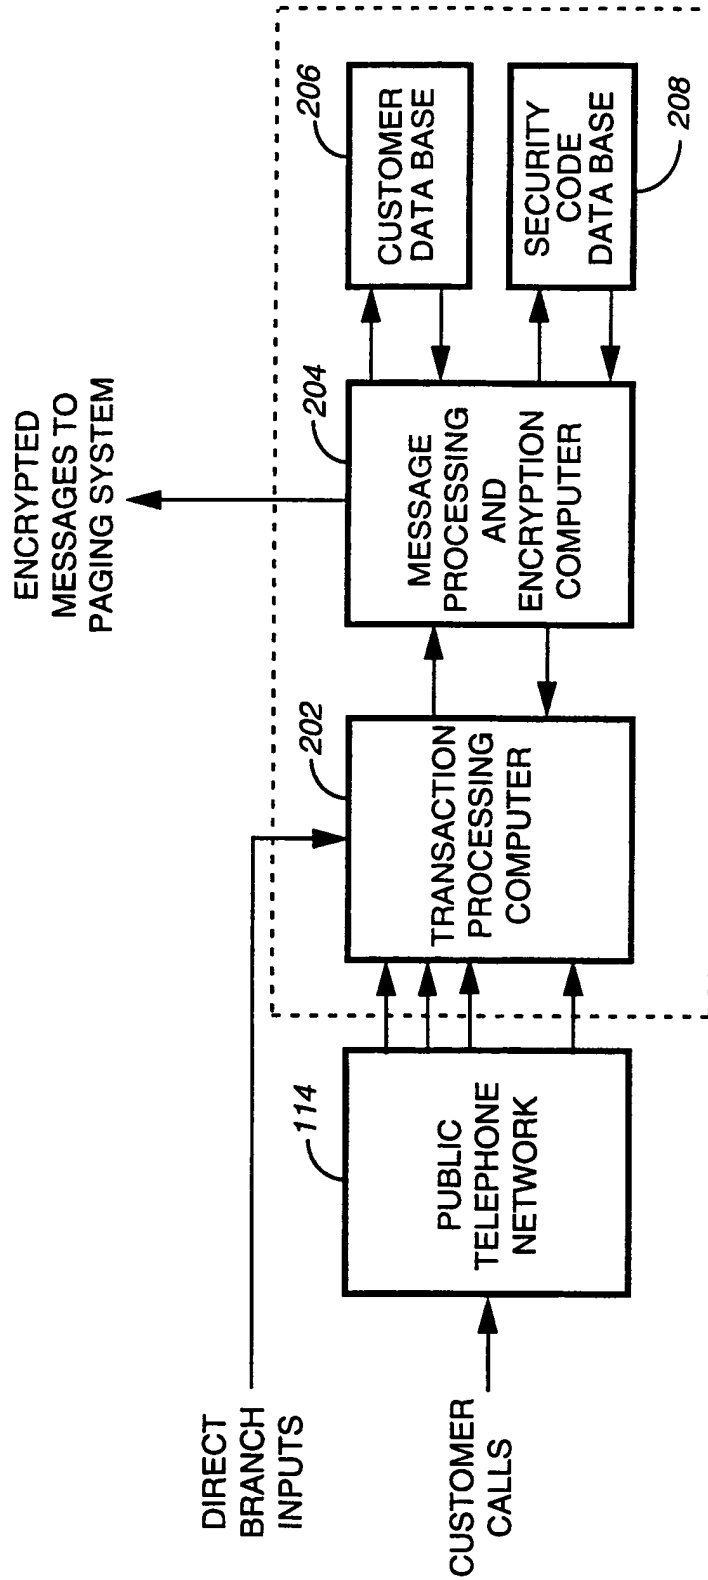 ENCRYPTED
MESSAGES TO
PAGING SYSTEM
DIRECT
BRANCH
INPUTS
CUSTOMER
CALLS
114
PUBLIC
TELEPHONE
NETWORK
202
TRANSACTION
PROCESSING
COMPUTER
204
MESSAGE
PROCESSING
AND
ENCRYPTION
COMPUTER
206
CUSTOMER
DATA BASE
SECURITY
CODE
DATA BASE
208